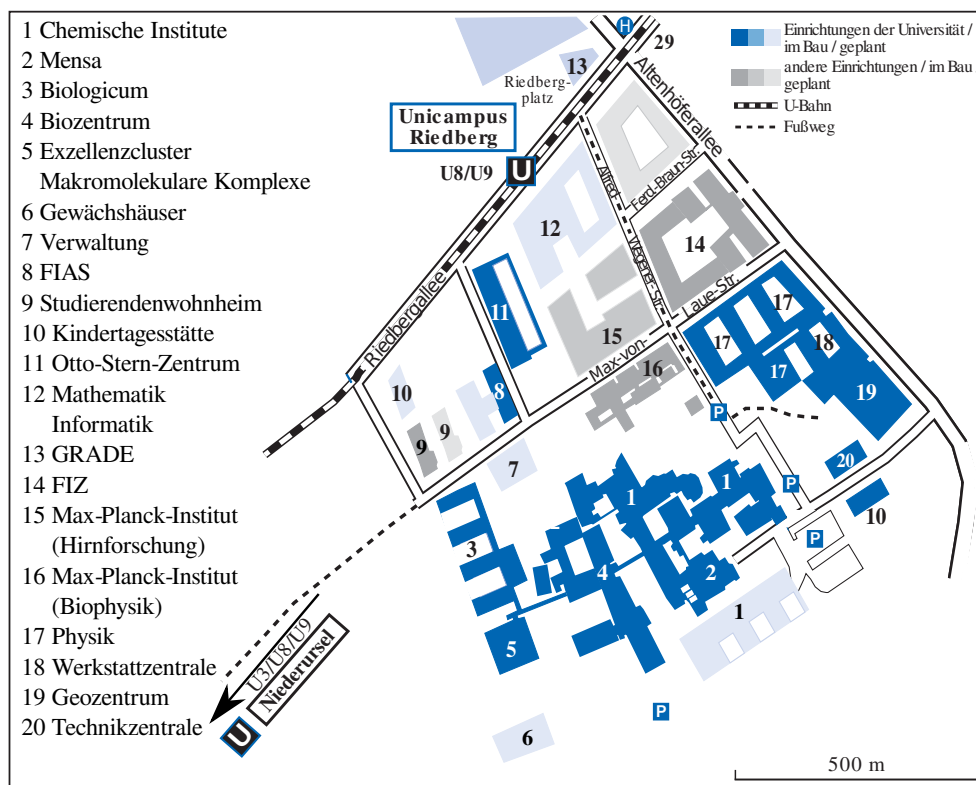 1 Chemische Institute
2 Mensa
3 Biologicum
4 Biozentrum
5 Exzellenzcluster
Makromolekulare Komplexe
6 Gewächshäuser
7 Verwaltung
8 FIAS
9 Studierendenwohnheim
10 Kindertagesstätte
11 Otto-Stern-Zentrum
12 Mathematik
Informatik
13 GRADE
14 FIZ
15 Max-Planck-Institut
(Hirnforschung)
16 Max-Planck-Institut
(Biophysik)
17 Physik
18 Werkstattzentrale
19 Geozentrum
20 Technikzentrale
H
29
13
Riedberg-
platz
Unicampus
Riedberg
U8/U9
U
Einrichtungen der Universität /
im Bau / geplant
andere Einrichtungen / im Bau
geplant
U-Bahn
Fußweg
Altenhöferallee
Ferd-Braun-Str.
Alfred-
Wegener-Str.
Riedbergallee
Max-von-
Laue-Str.
12
14
11
15
17
17
18
16
17
19
10
8
9
9
P
7
20
1
1
P
10
3
P
4
2
1
5
U3/U8/U9
Niederursel
U
P
6
500 m